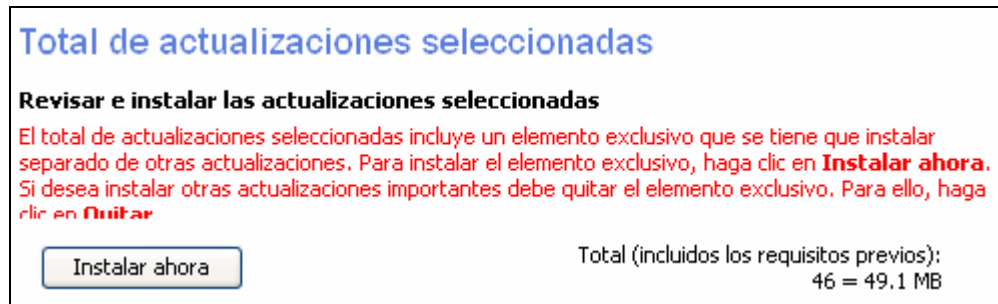 Total de actualizaciones seleccionadas
Revisar e instalar las actualizaciones seleccionadas
El total de actualizaciones seleccionadas incluye un elemento exclusivo que se tiene que instalar
separado de otras actualizaciones. Para instalar el elemento exclusivo, haga clic en Instalar ahora.
Si desea instalar otras actualizaciones importantes debe quitar el elemento exclusivo. Para ello, haga
clic en Quitar
Instalar ahora
Total (incluidos los requisitos previos):
46 = 49.1 MB